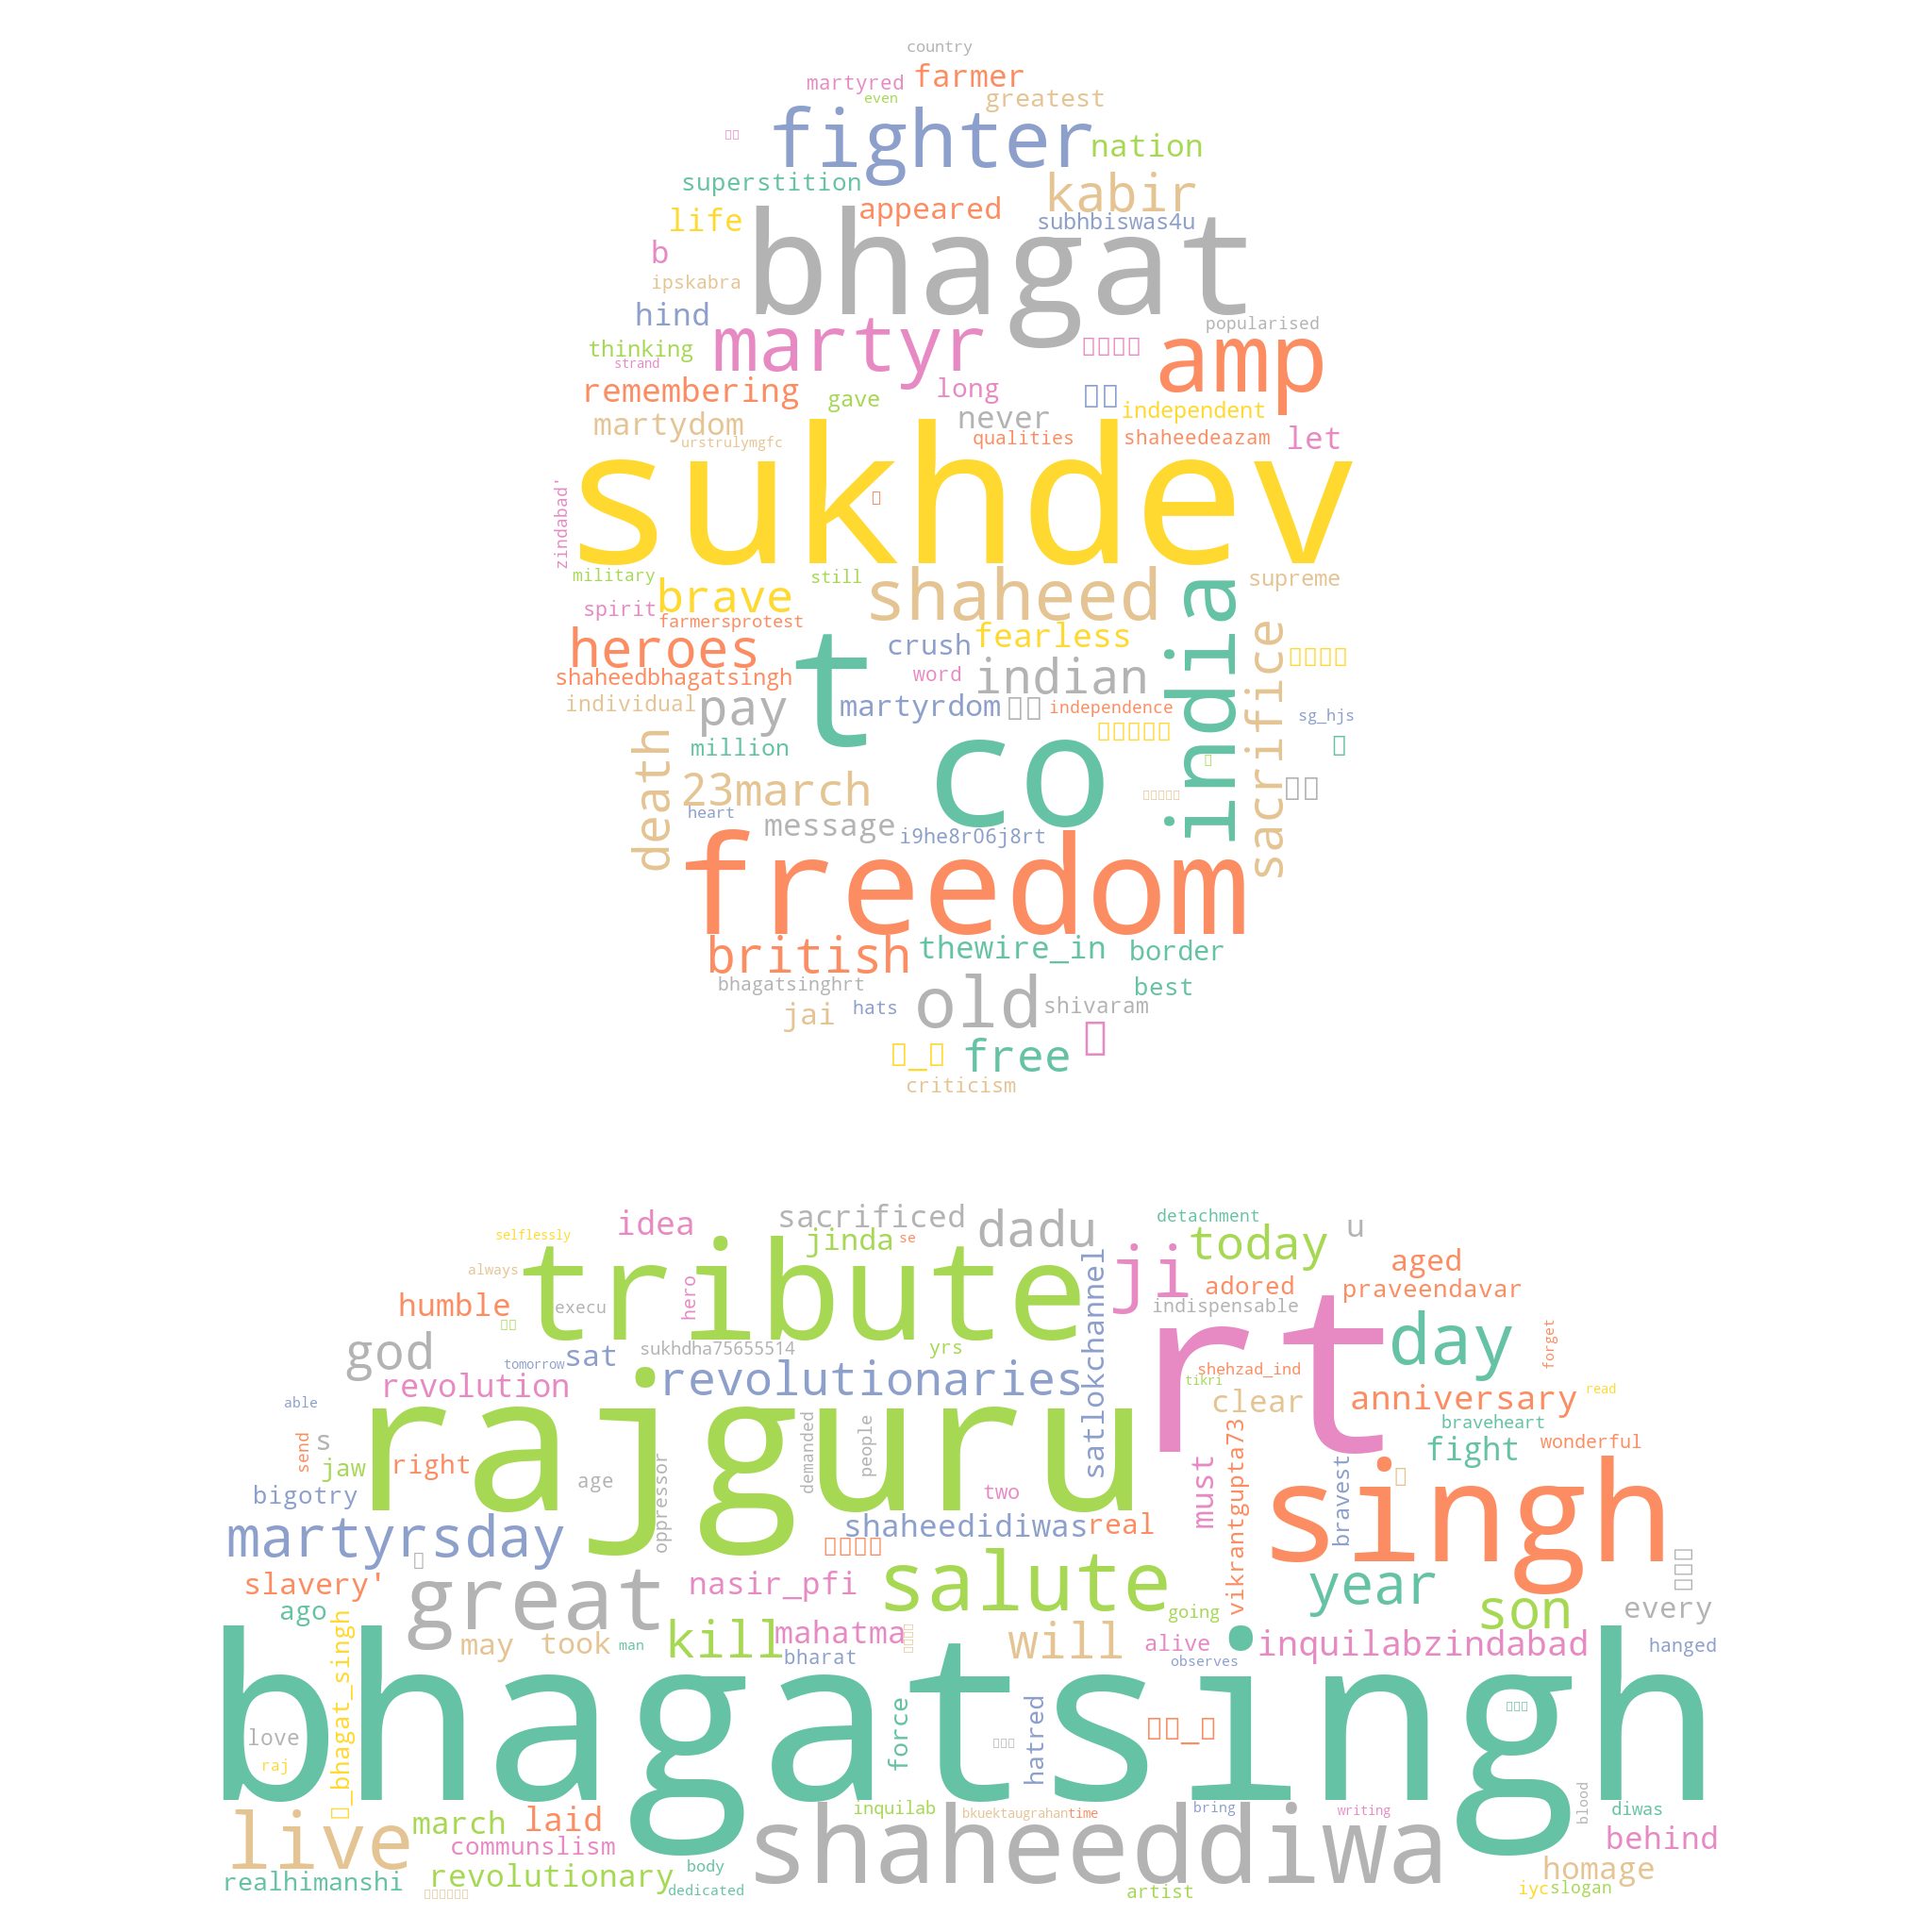 country
martyred farmer
even greatest
fighter
nation
superstition kabir
life appeared subhbiswas4u
b bhagat
ipskabra
hind popularised
thinking martyr amp
strand
remembering gave long never independent
martydom urstrulymgfc qualities shaheedeazam let
zindabad' sukhdev
military still supreme
spirit brave shaheed
farmersprotest
heroes crush fearless india sacrifice
shaheedbhagatsingh word indian
individual pay t martyrdom independence sg_hjs
million
death 23march co
heart message i9he8r06j8rt
freedom
british thewire_in border
bhagatsinghrt old best
jai hats shivaram
free
criticism
selflessly idea sacrificed dadu detachment u
tribute jinda se ji today
always satlokchannel aged
humble execu hero adored praveendavar
indispensable
god sukhdha75655514 yrs rt day
tomorrow sat shehzad_ind forget
revolution revolutionaries tikri read
able clear anniversary
s rajguru braveheart
send jaw right demanded people vikrantgupta73 fight wonderful
bigotry age oppressor two must bravest singh
martyrsday shaheedidiwas real
slavery' great nasir_pfi salute year
ago going son every
may took man kill mahatma will alive inquilabzindabad hanged
bharat observes
bhagatsingh
love _bhagat_singh force hatred
raj
live march laid inquilab bkuektaugrahan time bring writing blood diwas
communslism shaheeddiwa behind
realhimanshi revolutionary body homage
dedicated artist iyc slogan